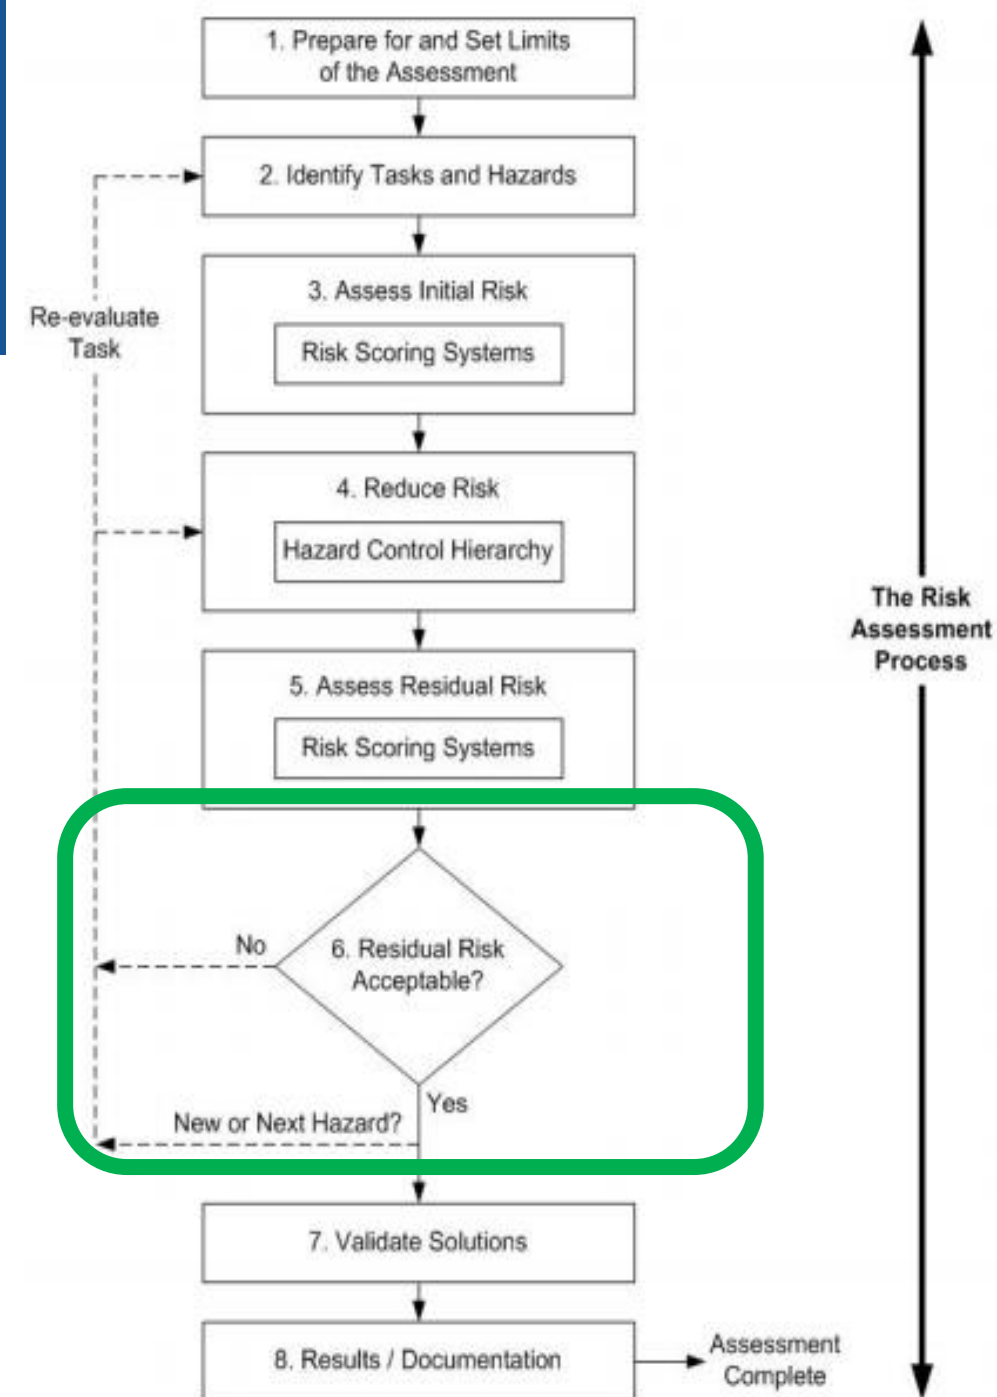 1. Prepare for and Set Limits
of the Assessment
2. Identify Tasks and Hazards
Re-evaluate
Task
3. Assess Initial Risk
Risk Scoring Systems
4. Reduce Risk
Hazard Control Hierarchy
The Risk
Assessment
Process
5. Assess Residual Risk
Risk Scoring Systems
No
6. Residual Risk
Acceptable?
Yes
New or Next Hazard?
7. Validate Solutions
8. Results / Documentation
Assessment
Complete